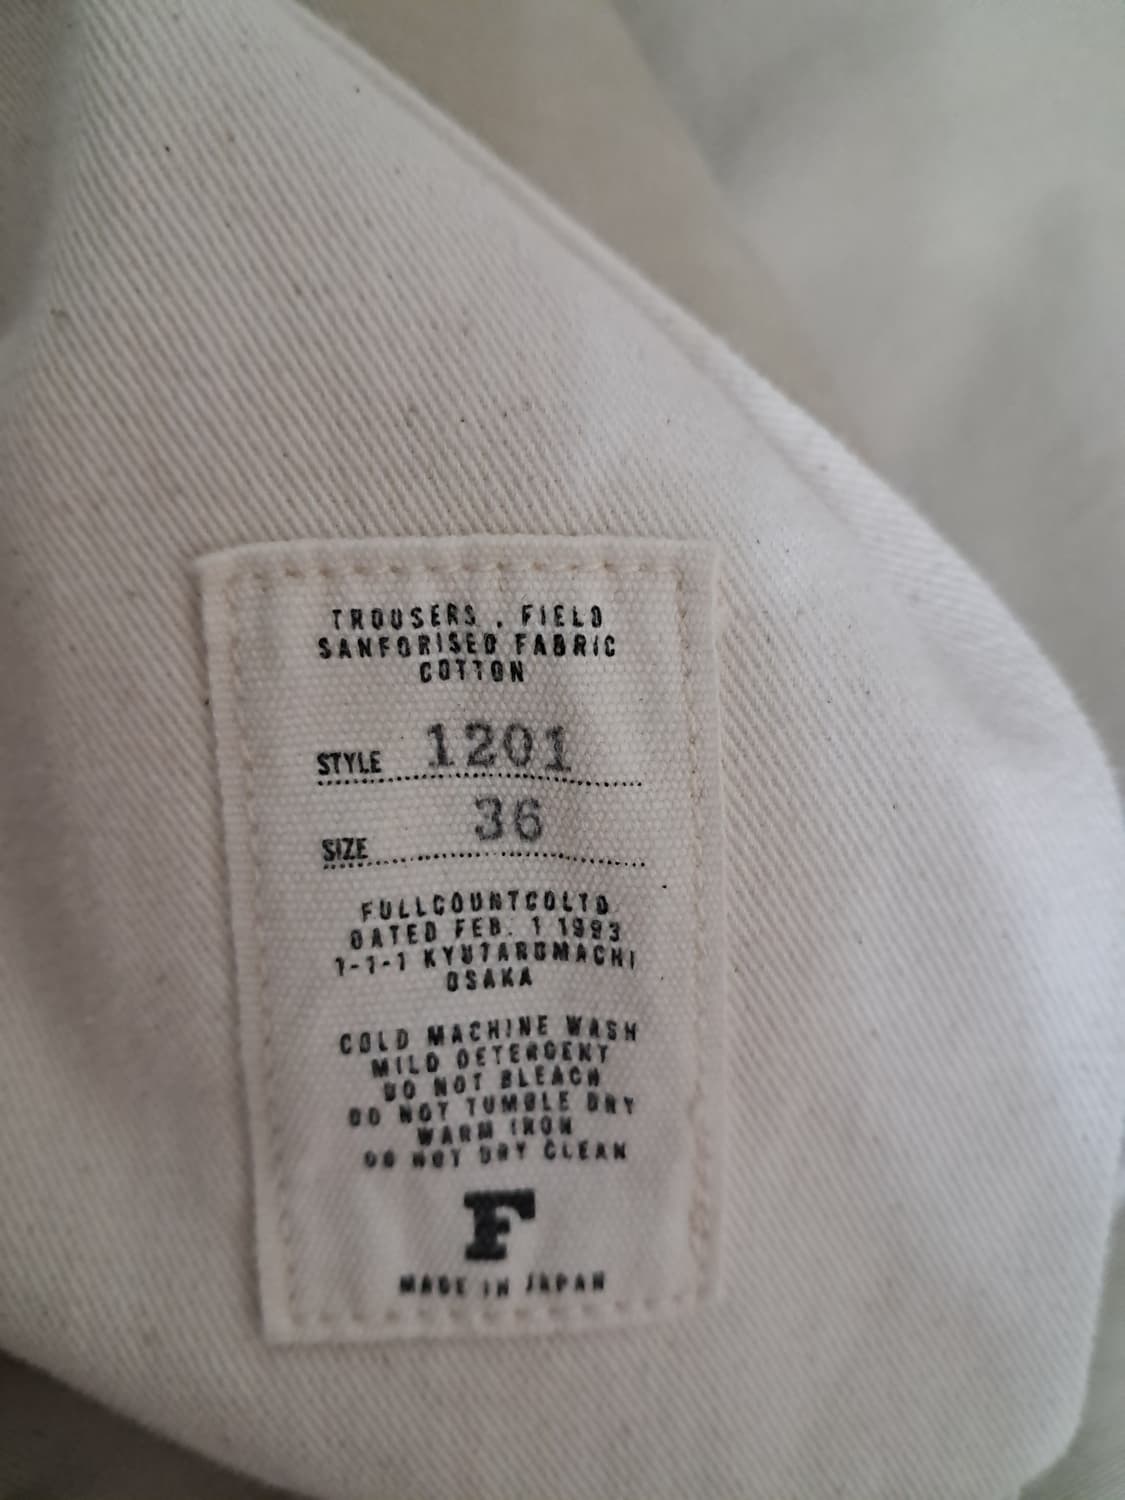 TROUSERS , FIELD
SANFORISED FABRIC
COTTON
STYLE 1201
SIZE 36
FULLCOUNTCOLTD.
DATED FEB. 1 1993
1-1-1 KYUTAROMACHI
OSAKA
COLD MACHINE WASH
MILD DETERGENT
DO NOT BLEACH
DO NOT TUMBLE DRY
WARM IRON
DO NOT DRY CLEAN
F
MADE IN JAPAN